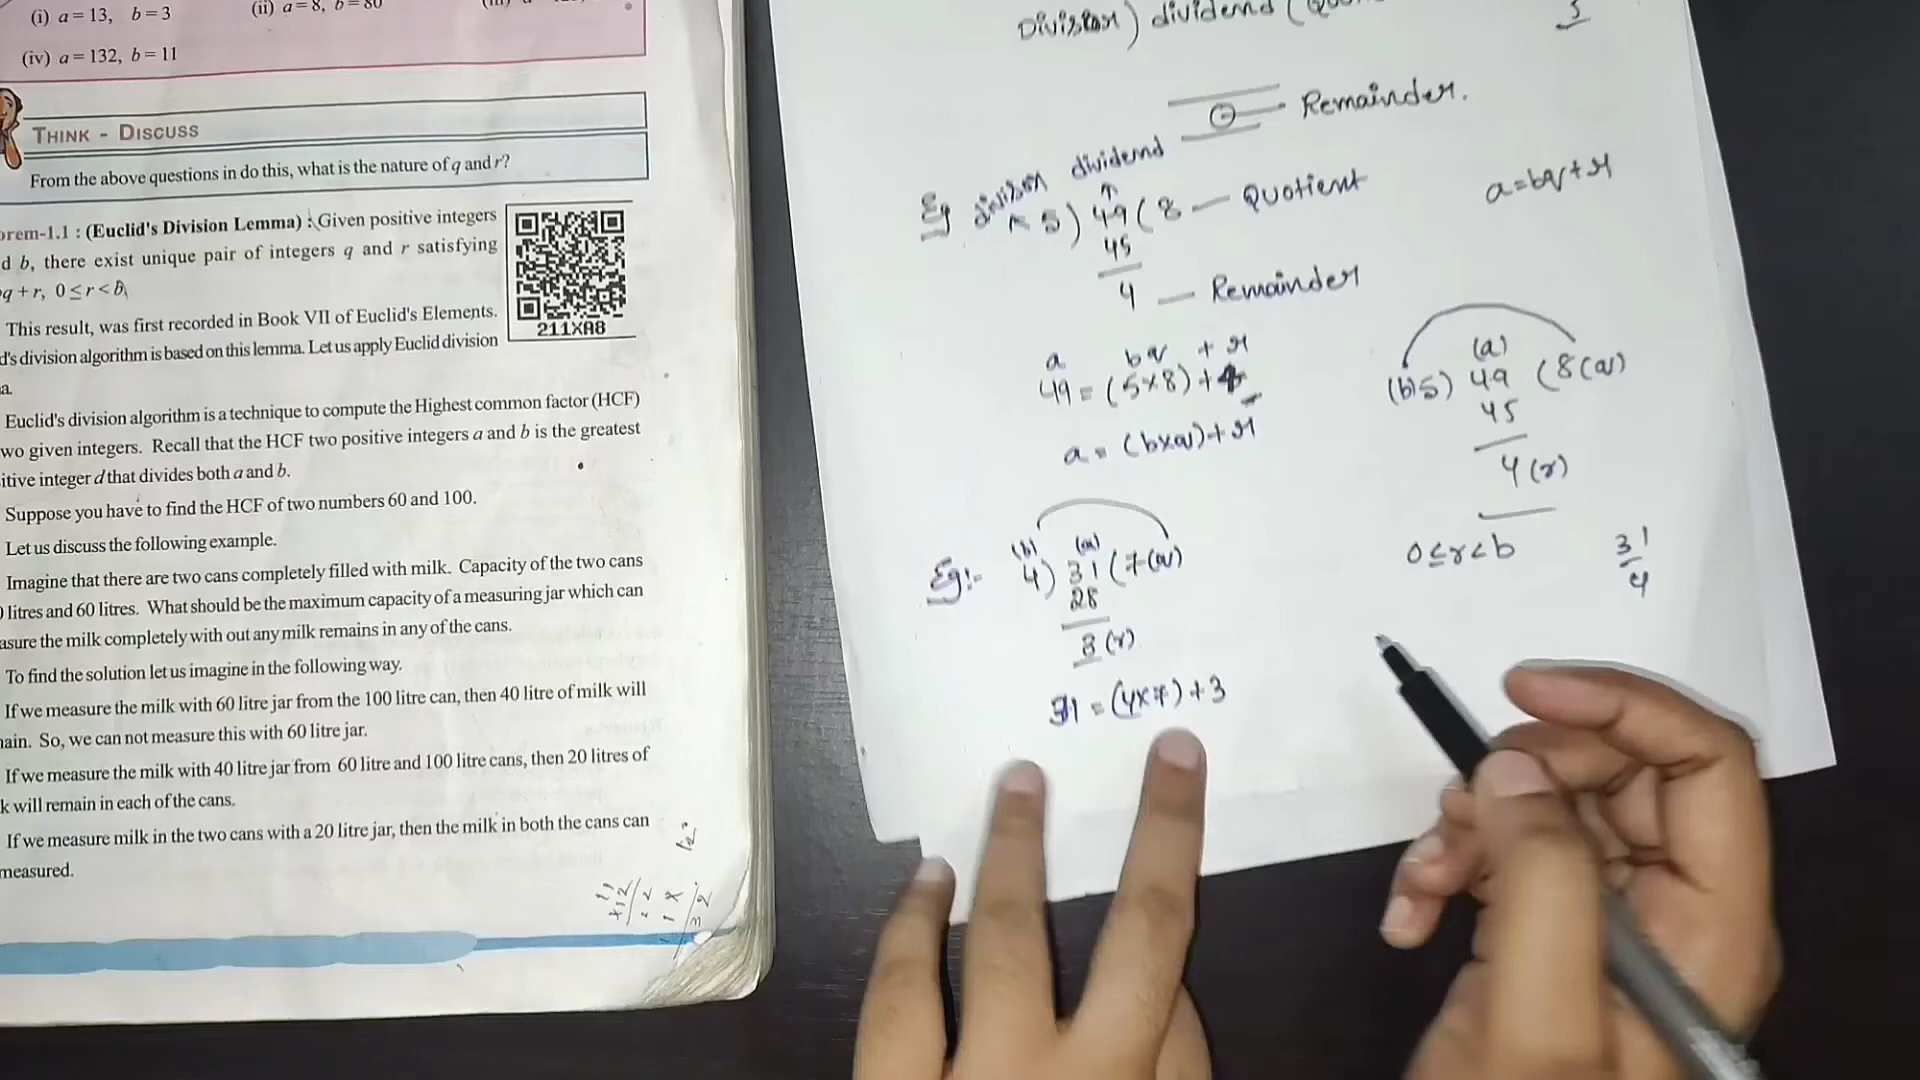 (i) a = 13, b = 3
(ii) a = 8, b = 80
(iv) a = 132, b = 11
THINK - DISCUSS
From the above questions in do this, what is the nature of q and r?
orem-1.1 : (Euclid's Division Lemma) : Given positive integers
d b, there exist unique pair of integers q and r satisfying
q + r, 0 ≤ r < b
This result, was first recorded in Book VII of Euclid's Elements.
d's division algorithm is based on this lemma. Let us apply Euclid division
a.
211XA8
Euclid's division algorithm is a technique to compute the Highest common factor (HCF)
wo given integers. Recall that the HCF two positive integers a and b is the greatest
itive integer d that divides both a and b.
Suppose you have to find the HCF of two numbers 60 and 100.
Let us discuss the following example.
Imagine that there are two cans completely filled with milk. Capacity of the two cans
litres and 60 litres. What should be the maximum capacity of a measuring jar which can
asure the milk completely with out any milk remains in any of the cans.
To find the solution let us imagine in the following way.
If we measure the milk with 60 litre jar from the 100 litre can, then 40 litre of milk will
ain. So, we can not measure this with 60 litre jar.
If we measure the milk with 40 litre jar from 60 litre and 100 litre cans, then 20 litres of
k will remain in each of the cans.
If we measure milk in the two cans with a 20 litre jar, then the milk in both the cans can
measured.
Division) dividend (
Remainder.
Eg division dividend
5) 49 (8 — Quotient
45
4 — Remainder
a = bq + r
a bq + r
49 = (5×8) + 4
a = (b×q) + r
(a)
(b) 5) 49 (8 (q)
45
4 (r)
0 ≤ r < b
31
4
Eg:-
(b) (a)
4) 31 (7 (q)
28
3 (r)
31 = (4×7) + 3